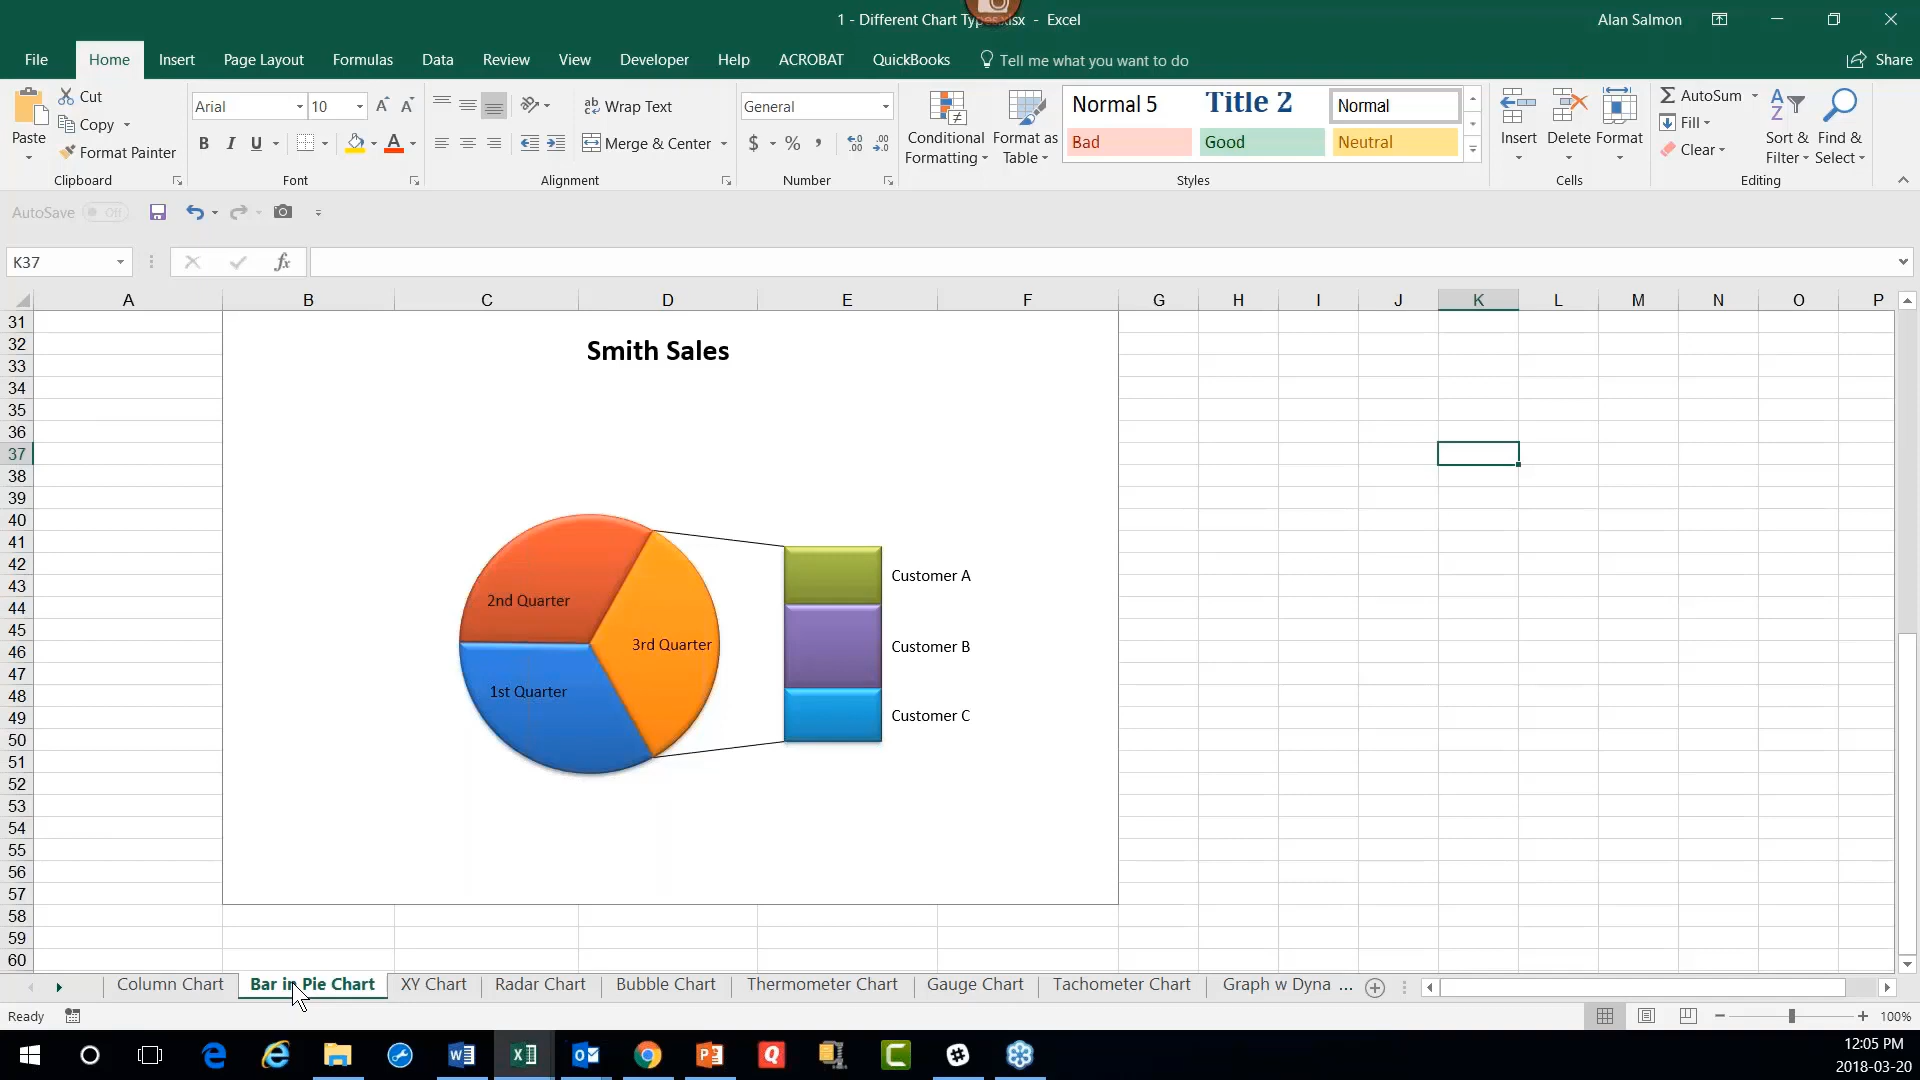 1 - Different Chart Types.xlsx - Excel
Alan Salmon
File Home Insert Page Layout Formulas Data Review View Developer Help ACROBAT QuickBooks Tell me what you want to do Share
Paste
Cut
Copy
Format Painter
Clipboard
Arial 10
B I U
Font
Wrap Text
Merge & Center
Alignment
General
$ % ,
Number
Conditional Formatting
Format as Table
Normal 5 Title 2 Normal
Bad Good Neutral
Styles
Insert Delete Format
Cells
AutoSum
Fill
Clear
Sort & Filter
Find & Select
Editing
AutoSave Off
K37
fx
A B C D E F G H I J K L M N O P
31
32
33
34
35
36
37
38
39
40
41
42
43
44
45
46
47
48
49
50
51
52
53
54
55
56
57
58
59
60
Smith Sales
2nd Quarter
3rd Quarter
1st Quarter
Customer A
Customer B
Customer C
Column Chart Bar in Pie Chart XY Chart Radar Chart Bubble Chart Thermometer Chart Gauge Chart Tachometer Chart Graph w Dyna ...
Ready
100%
12:05 PM
2018-03-20